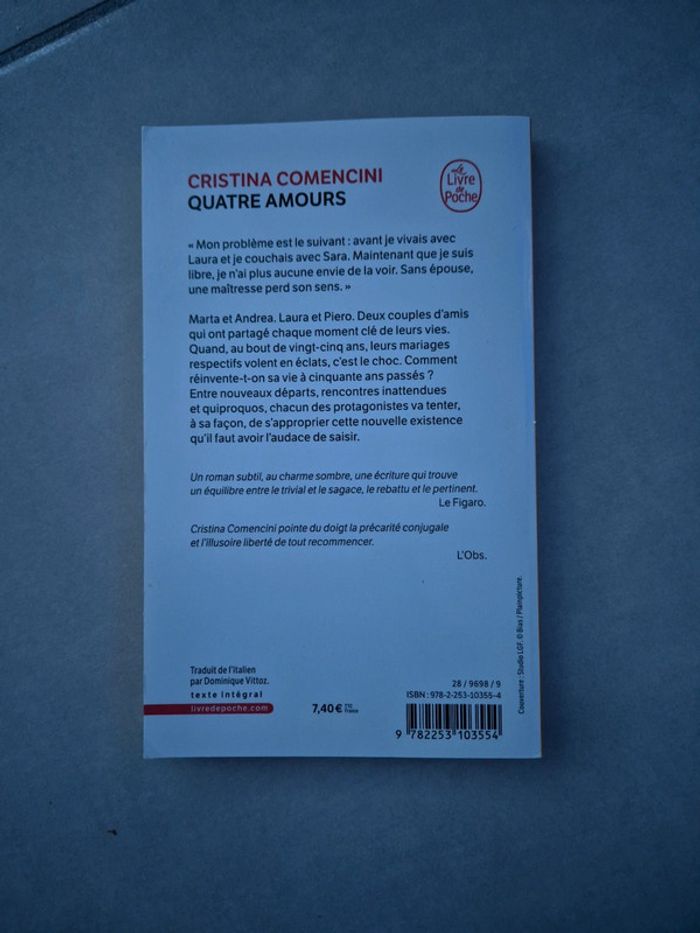 CRISTINA COMENCINI
QUATRE AMOURS
Le
Livre
de
Poche
« Mon problème est le suivant : avant je vivais avec
Laura et je couchais avec Sara. Maintenant que je suis
libre, je n'ai plus aucune envie de la voir. Sans épouse,
une maîtresse perd son sens. »
Marta et Andrea. Laura et Piero. Deux couples d'amis
qui ont partagé chaque moment clé de leurs vies.
Quand, au bout de vingt-cinq ans, leurs mariages
respectifs volent en éclats, c'est le choc. Comment
réinvente-t-on sa vie à cinquante ans passés ?
Entre nouveaux départs, rencontres inattendues
et quiproquos, chacun des protagonistes va tenter,
à sa façon, de s'approprier cette nouvelle existence
qu'il faut avoir l'audace de saisir.
Un roman subtil, au charme sombre, une écriture qui trouve
un équilibre entre le trivial et le sagace, le rebattu et le pertinent.
Le Figaro.
Cristina Comencini pointe du doigt la précarité conjugale
et l'illusoire liberté de tout recommencer.
L'Obs.
Couverture : Studio LGF. © Bias / Plainpicture.
Traduit de l'italien
par Dominique Vittoz.
texte intégral
livredepoche.com
7,40 € TTC
France
28 / 9698 / 9
ISBN : 978-2-253-10355-4
9 782253 103554